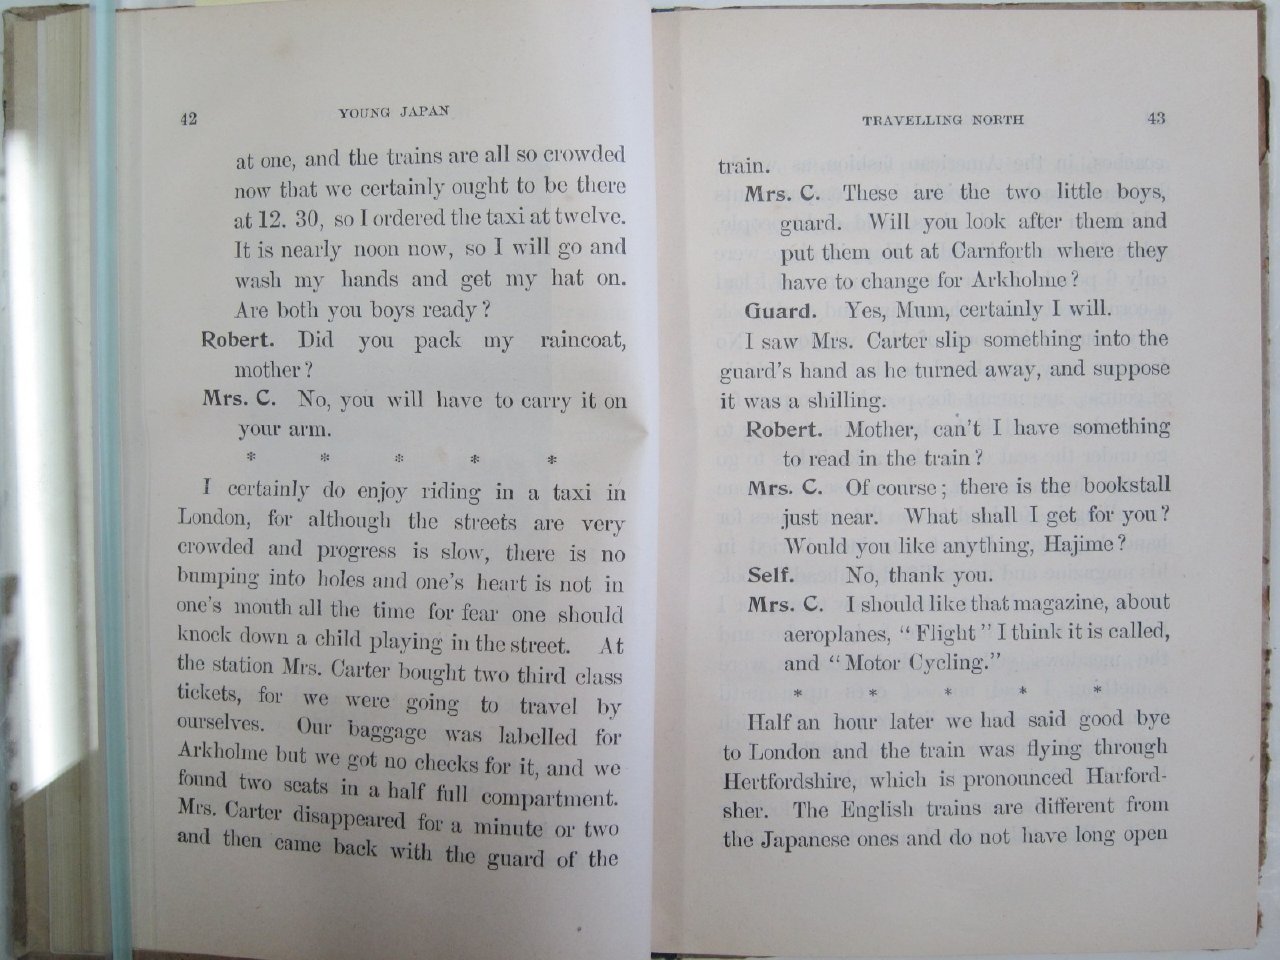 42
YOUNG JAPAN
at one, and the trains are all so crowded
now that we certainly ought to be there
at 12. 30, so I ordered the taxi at twelve.
It is nearly noon now, so I will go and
wash my hands and get my hat on.
Are both you boys ready?
Robert. Did you pack my raincoat,
mother?
Mrs. C. No, you will have to carry it on
your arm.
* * * * *
I certainly do enjoy riding in a taxi in
London, for although the streets are very
crowded and progress is slow, there is no
bumping into holes and one's heart is not in
one's mouth all the time for fear one should
knock down a child playing in the street. At
the station Mrs. Carter bought two third class
tickets, for we were going to travel by
ourselves. Our baggage was labelled for
Arkholme but we got no checks for it, and we
found two seats in a half full compartment.
Mrs. Carter disappeared for a minute or two
and then came back with the guard of the
TRAVELLING NORTH
43
train.
Mrs. C. These are the two little boys,
guard. Will you look after them and
put them out at Carnforth where they
have to change for Arkholme?
Guard. Yes, Mum, certainly I will.
I saw Mrs. Carter slip something into the
guard's hand as he turned away, and suppose
it was a shilling.
Robert. Mother, can't I have something
to read in the train?
Mrs. C. Of course; there is the bookstall
just near. What shall I get for you?
Would you like anything, Hajime?
Self. No, thank you.
Mrs. C. I should like that magazine, about
aeroplanes, "Flight" I think it is called,
and "Motor Cycling."
* * * * *
Half an hour later we had said good bye
to London and the train was flying through
Hertfordshire, which is pronounced Harford-
sher. The English trains are different from
the Japanese ones and do not have long open